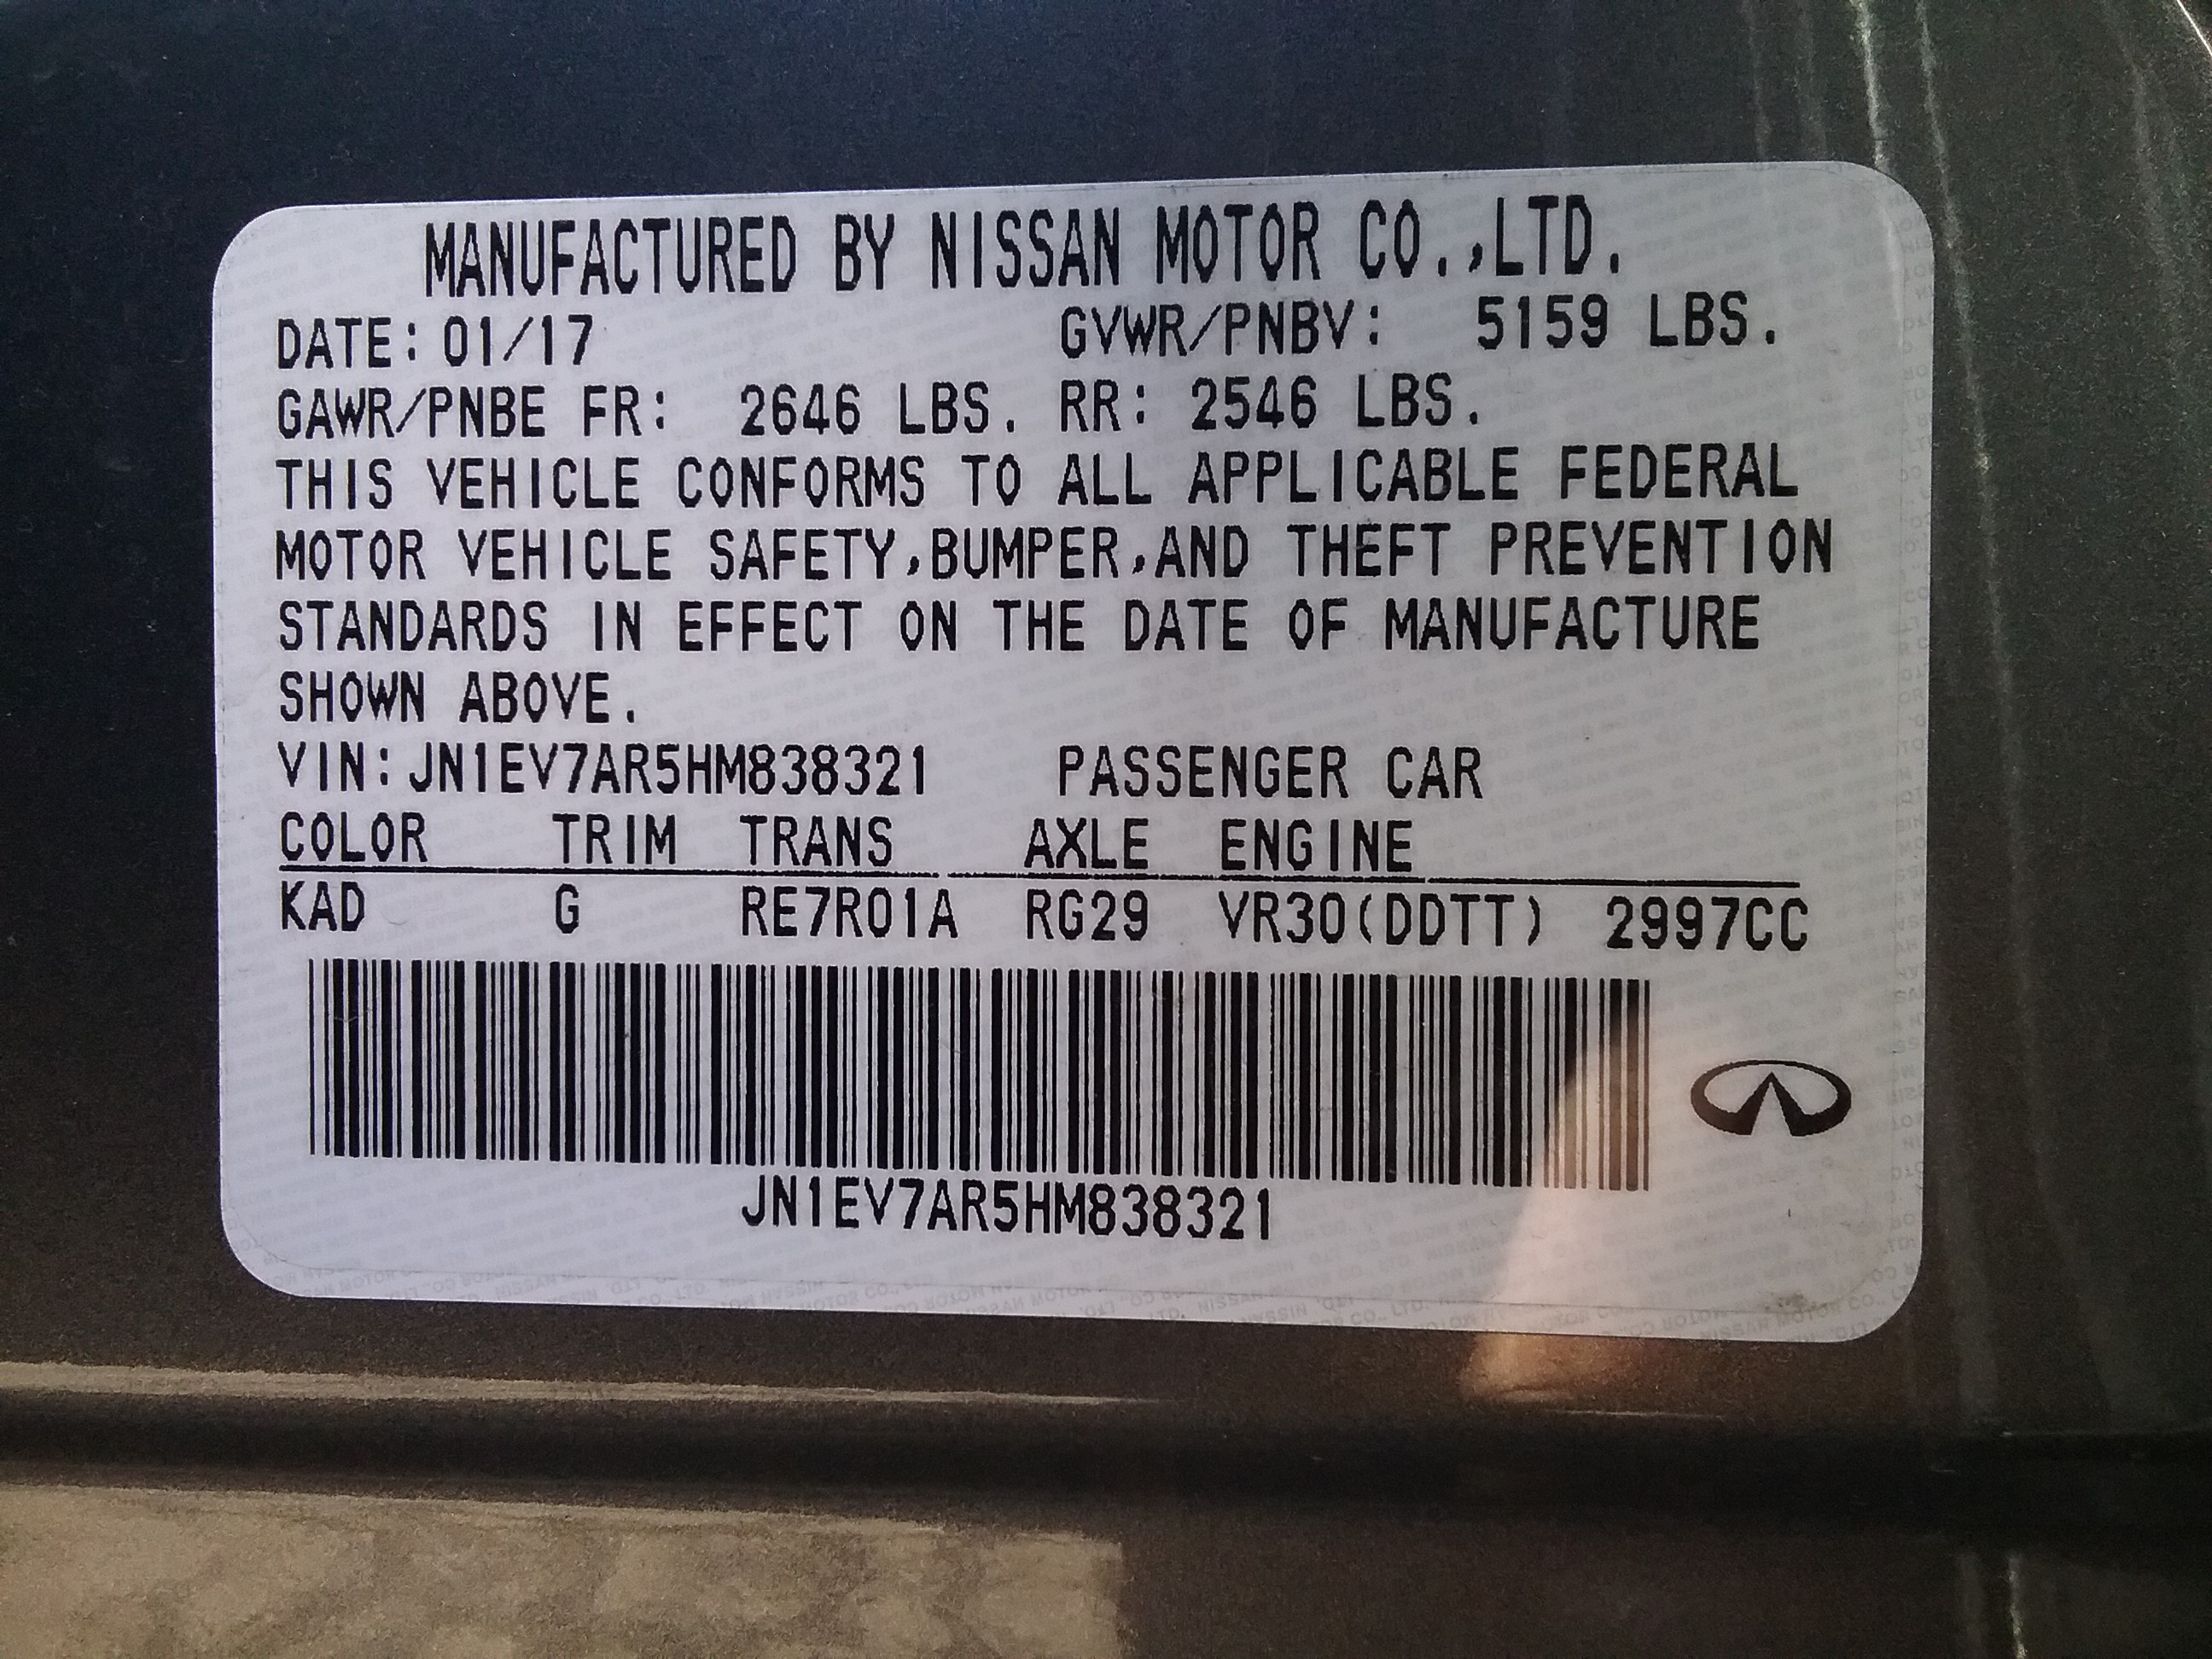 MANUFACTURED BY NISSAN MOTOR CO.,LTD.
DATE: 01/17 GVWR/PNBV: 5159 LBS.
GAWR/PNBE FR: 2646 LBS. RR: 2546 LBS.
THIS VEHICLE CONFORMS TO ALL APPLICABLE FEDERAL
MOTOR VEHICLE SAFETY,BUMPER,AND THEFT PREVENTION
STANDARDS IN EFFECT ON THE DATE OF MANUFACTURE
SHOWN ABOVE.
VIN:JN1EV7AR5HM838321 PASSENGER CAR
COLOR TRIM TRANS AXLE ENGINE
KAD G RE7R01A RG29 VR30(DDTT) 2997CC
JN1EV7AR5HM838321